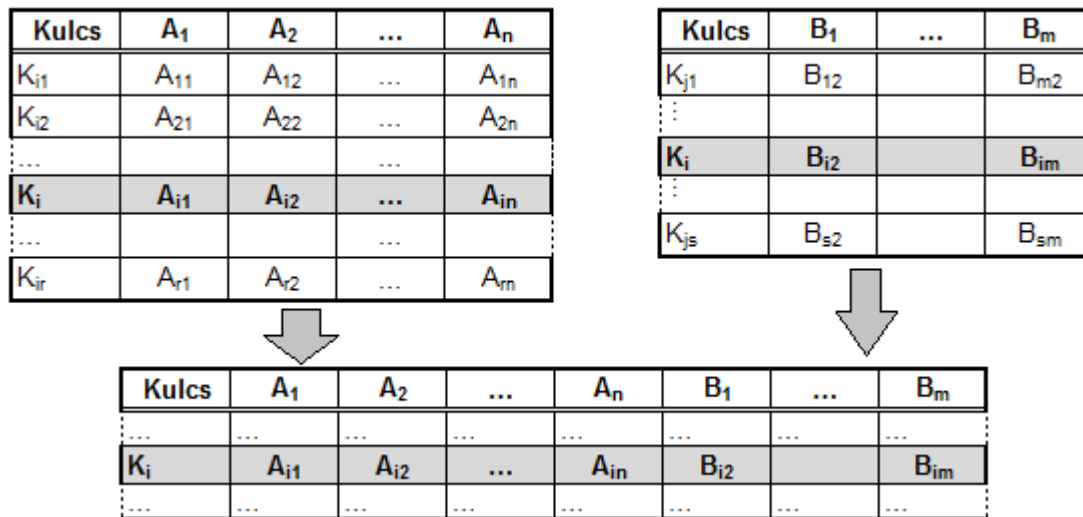 Kulcs A₁ A₂ ... Aₙ
Kᵢ₁ A₁₁ A₁₂ ... A₁ₙ
Kᵢ₂ A₂₁ A₂₂ ... A₂ₙ
... ...
Kᵢ Aᵢ₁ Aᵢ₂ ... Aᵢₙ
... ...
Kᵢᵣ Aᵣ₁ Aᵣ₂ ... Aᵣₙ
Kulcs B₁ ... Bₘ
Kⱼ₁ B₁₂ Bₘ₂
⋮
Kᵢ Bᵢ₂ Bᵢₘ
⋮
Kⱼₛ Bₛ₂ Bₛₘ
Kulcs A₁ A₂ ... Aₙ B₁ ... Bₘ
... ... ... ... ... ... ... ...
Kᵢ Aᵢ₁ Aᵢ₂ ... Aᵢₙ Bᵢ₂ Bᵢₘ
... ... ... ... ... ... ... ...